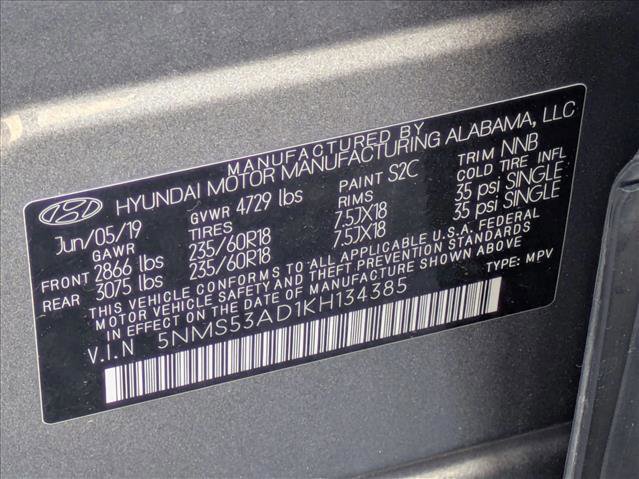 MANUFACTURED BY
HYUNDAI MOTOR MANUFACTURING ALABAMA, LLC
Jun/05/19 GVWR 4729 lbs PAINT S2C TRIM NNB
GAWR TIRES RIMS COLD TIRE INFL
FRONT 2866 lbs 235/60R18 7.5JX18 35 psi SINGLE
REAR 3075 lbs 235/60R18 7.5JX18 35 psi SINGLE
THIS VEHICLE CONFORMS TO ALL APPLICABLE U.S.A. FEDERAL
MOTOR VEHICLE SAFETY AND THEFT PREVENTION STANDARDS
IN EFFECT ON THE DATE OF MANUFACTURE SHOWN ABOVE
V.I.N 5NMS53AD1KH134385 TYPE: MPV